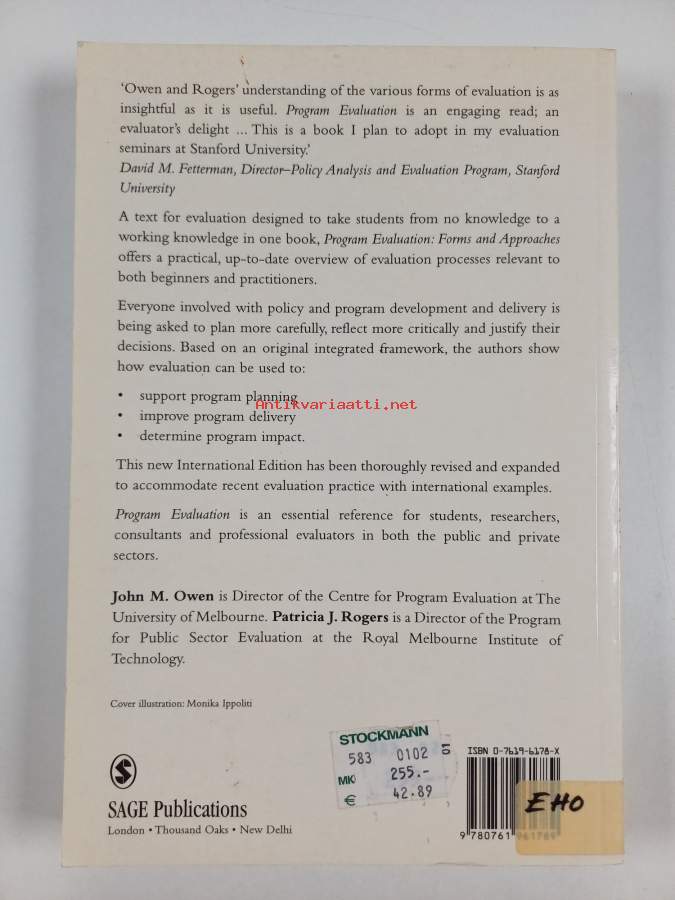 'Owen and Rogers' understanding of the various forms of evaluation is as
insightful as it is useful. Program Evaluation is an engaging read; an
evaluator's delight ... This is a book I plan to adopt in my evaluation
seminars at Stanford University.'
David M. Fetterman, Director–Policy Analysis and Evaluation Program, Stanford
University
A text for evaluation designed to take students from no knowledge to a
working knowledge in one book, Program Evaluation: Forms and Approaches
offers a practical, up-to-date overview of evaluation processes relevant to
both beginners and practitioners.
Everyone involved with policy and program development and delivery is
being asked to plan more carefully, reflect more critically and justify their
decisions. Based on an original integrated framework, the authors show
how evaluation can be used to:
• support program planning
Antikvariaatti.net
• improve program delivery
• determine program impact.
This new International Edition has been thoroughly revised and expanded
to accommodate recent evaluation practice with international examples.
Program Evaluation is an essential reference for students, researchers,
consultants and professional evaluators in both the public and private
sectors.
John M. Owen is Director of the Centre for Program Evaluation at The
University of Melbourne. Patricia J. Rogers is a Director of the Program
for Public Sector Evaluation at the Royal Melbourne Institute of
Technology.
Cover illustration: Monika Ippoliti
STOCKMANN
583 0102 01
MK 255.-
€ 42.89
S
SAGE Publications
London • Thousand Oaks • New Delhi
ISBN 0-7619-6178-X
EHO
9 780761 961789